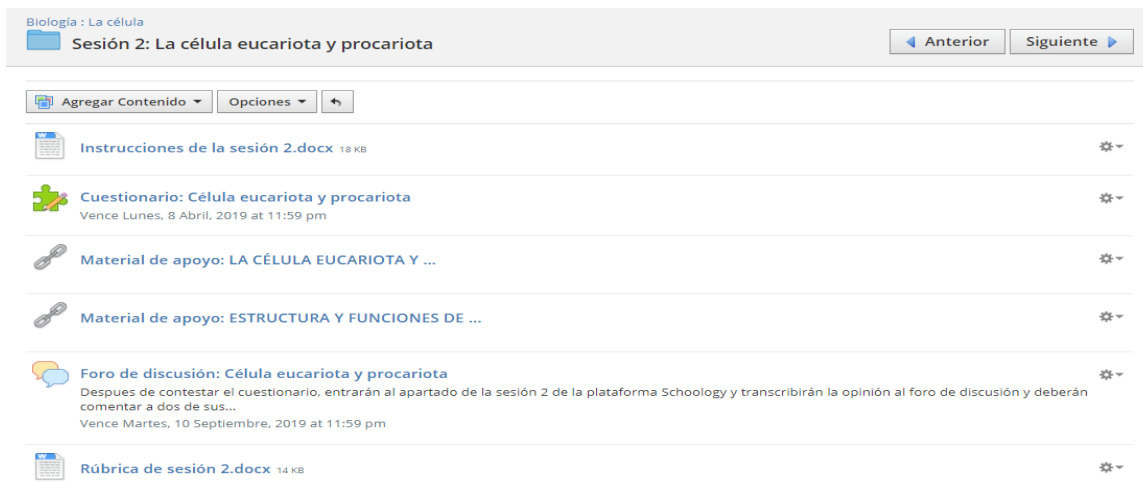 Biología : La célula
Sesión 2: La célula eucariota y procariota
Anterior
Siguiente
Agregar Contenido
Opciones
Instrucciones de la sesión 2.docx 18 KB
Cuestionario: Célula eucariota y procariota
Vence Lunes, 8 Abril, 2019 at 11:59 pm
Material de apoyo: LA CÉLULA EUCARIOTA Y ...
Material de apoyo: ESTRUCTURA Y FUNCIONES DE ...
Foro de discusión: Célula eucariota y procariota
Despues de contestar el cuestionario, entrarán al apartado de la sesión 2 de la plataforma Schoology y transcribirán la opinión al foro de discusión y deberán
comentar a dos de sus...
Vence Martes, 10 Septiembre, 2019 at 11:59 pm
Rúbrica de sesión 2.docx 14 KB